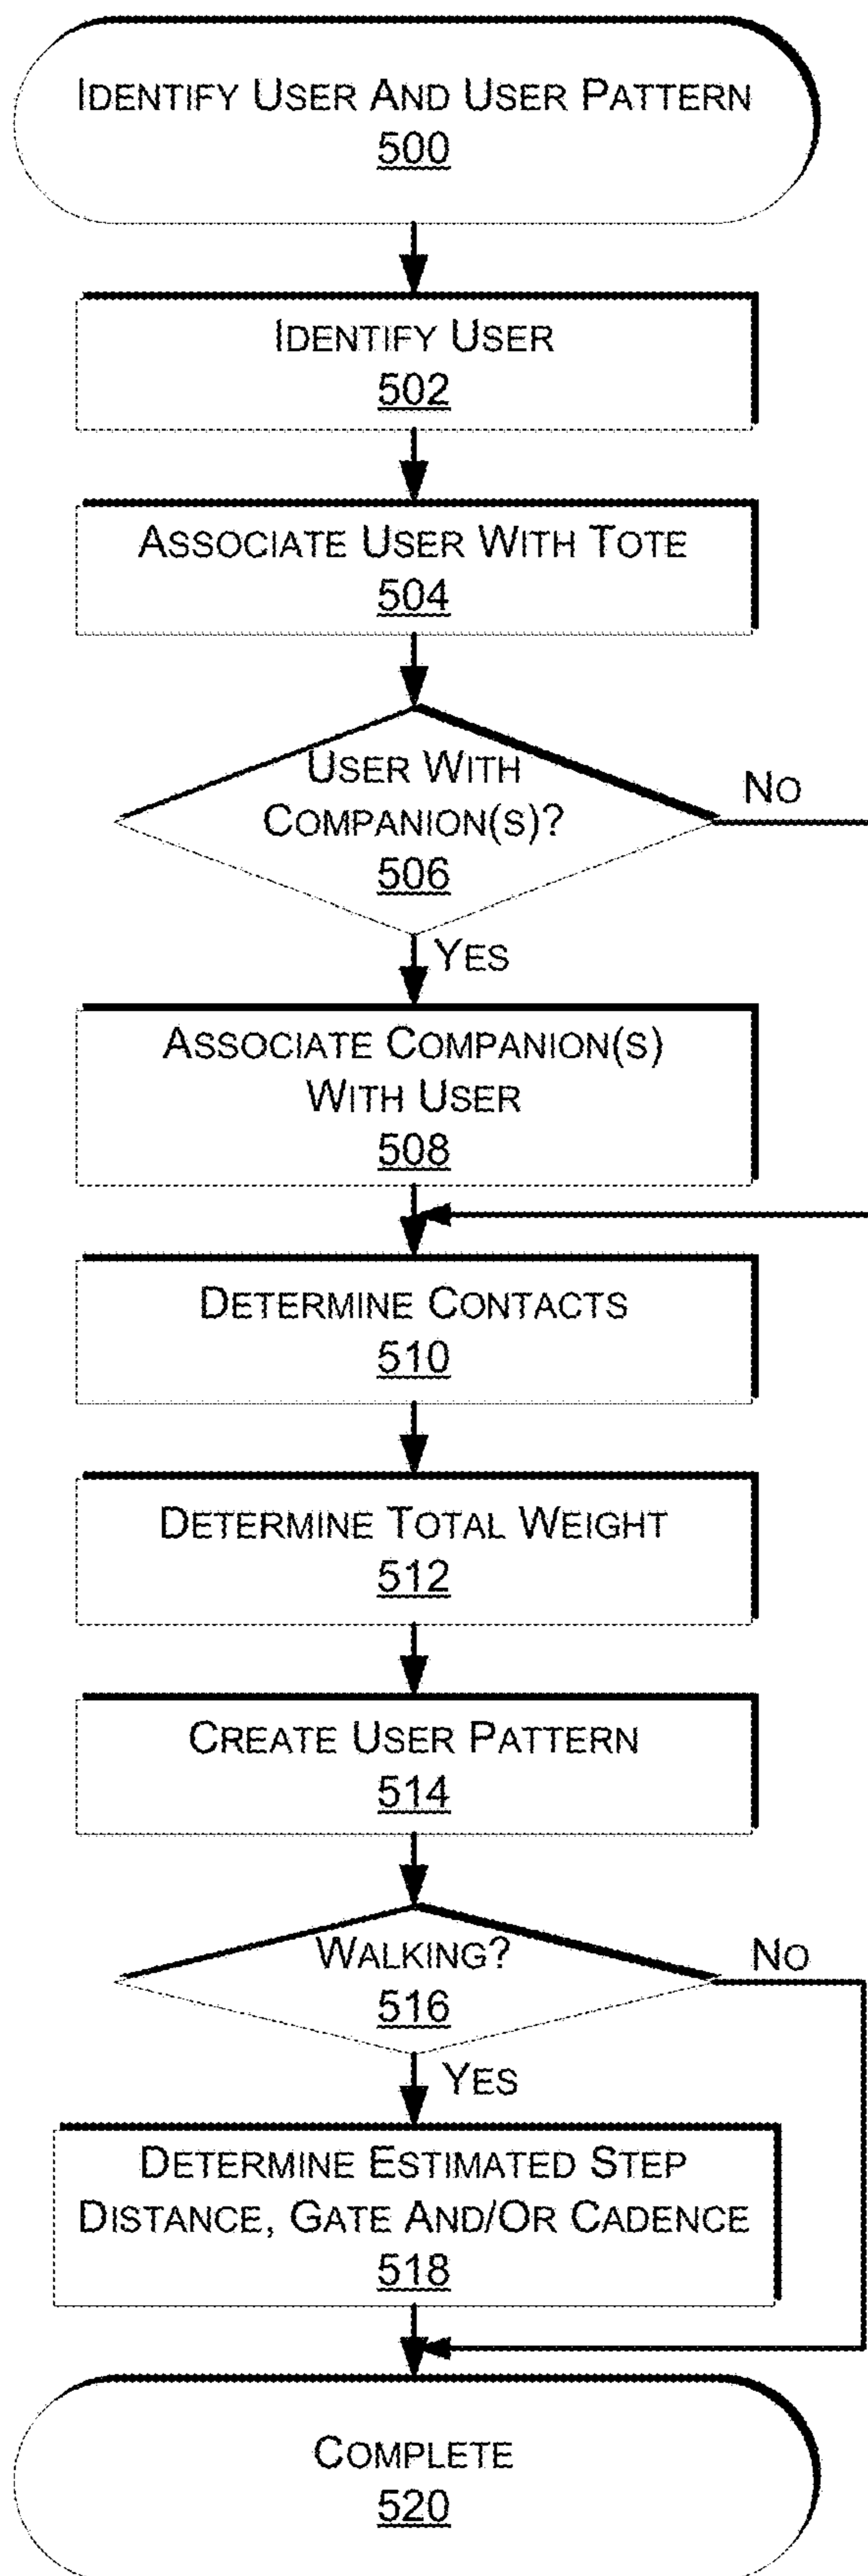 IDENTIFY USER AND USER PATTERN
500
IDENTIFY USER
502
ASSOCIATE USER WITH TOTE
504
USER WITH
COMPANION(S)?
506
NO
YES
ASSOCIATE COMPANION(S)
WITH USER
508
DETERMINE CONTACTS
510
DETERMINE TOTAL WEIGHT
512
CREATE USER PATTERN
514
WALKING?
516
NO
YES
DETERMINE ESTIMATED STEP
DISTANCE, GATE AND/OR CADENCE
518
COMPLETE
520